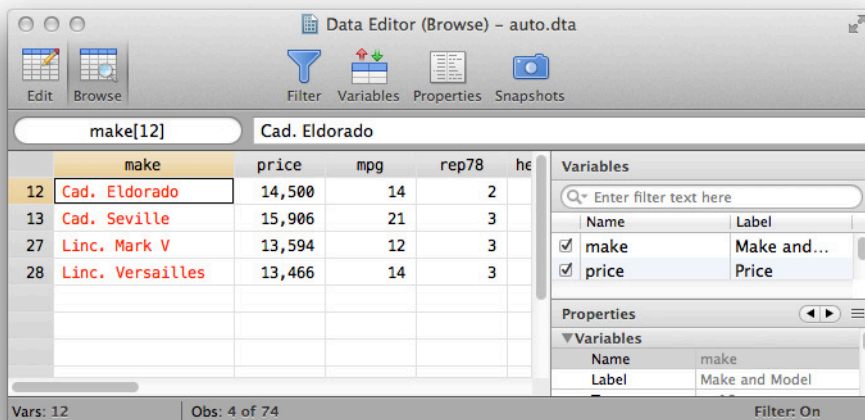 Data Editor (Browse) – auto.dta
Edit Browse Filter Variables Properties Snapshots
make[12] Cad. Eldorado
make price mpg rep78 he
12 Cad. Eldorado 14,500 14 2
13 Cad. Seville 15,906 21 3
27 Linc. Mark V 13,594 12 3
28 Linc. Versailles 13,466 14 3
Variables
Enter filter text here
Name Label
make Make and...
price Price
Properties
Variables
Name make
Label Make and Model
Vars: 12 Obs: 4 of 74 Filter: On